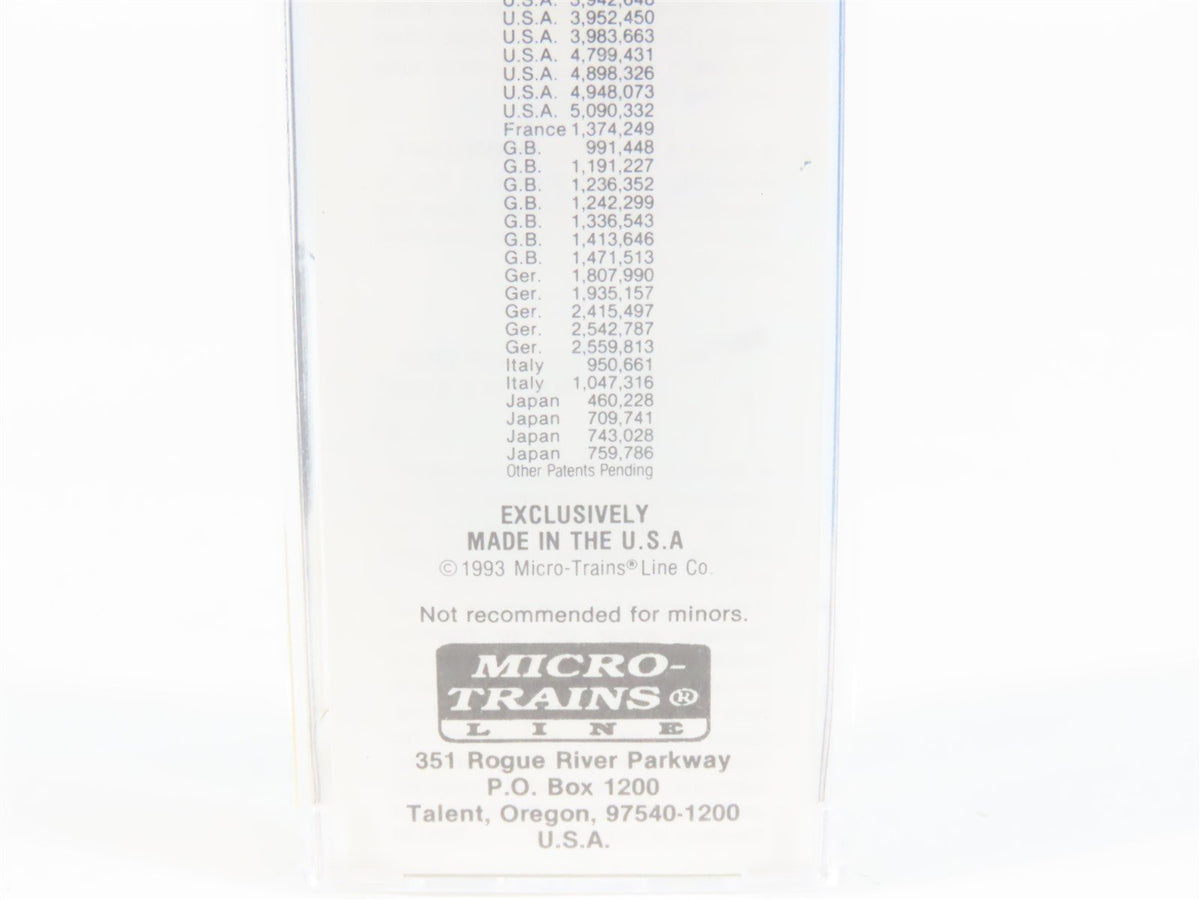 U.S.A. 3,942,648
U.S.A. 3,952,450
U.S.A. 3,983,663
U.S.A. 4,799,431
U.S.A. 4,898,326
U.S.A. 4,948,073
U.S.A. 5,090,332
France 1,374,249
G.B. 991,448
G.B. 1,191,227
G.B. 1,236,352
G.B. 1,242,299
G.B. 1,336,543
G.B. 1,413,646
G.B. 1,471,513
Ger. 1,807,990
Ger. 1,935,157
Ger. 2,415,497
Ger. 2,542,787
Ger. 2,559,813
Italy 950,661
Italy 1,047,316
Japan 460,228
Japan 709,741
Japan 743,028
Japan 759,786
Other Patents Pending
EXCLUSIVELY
MADE IN THE U.S.A
© 1993 Micro-Trains® Line Co.
Not recommended for minors.
MICRO-
TRAINS®
LINE
351 Rogue River Parkway
P.O. Box 1200
Talent, Oregon, 97540-1200
U.S.A.